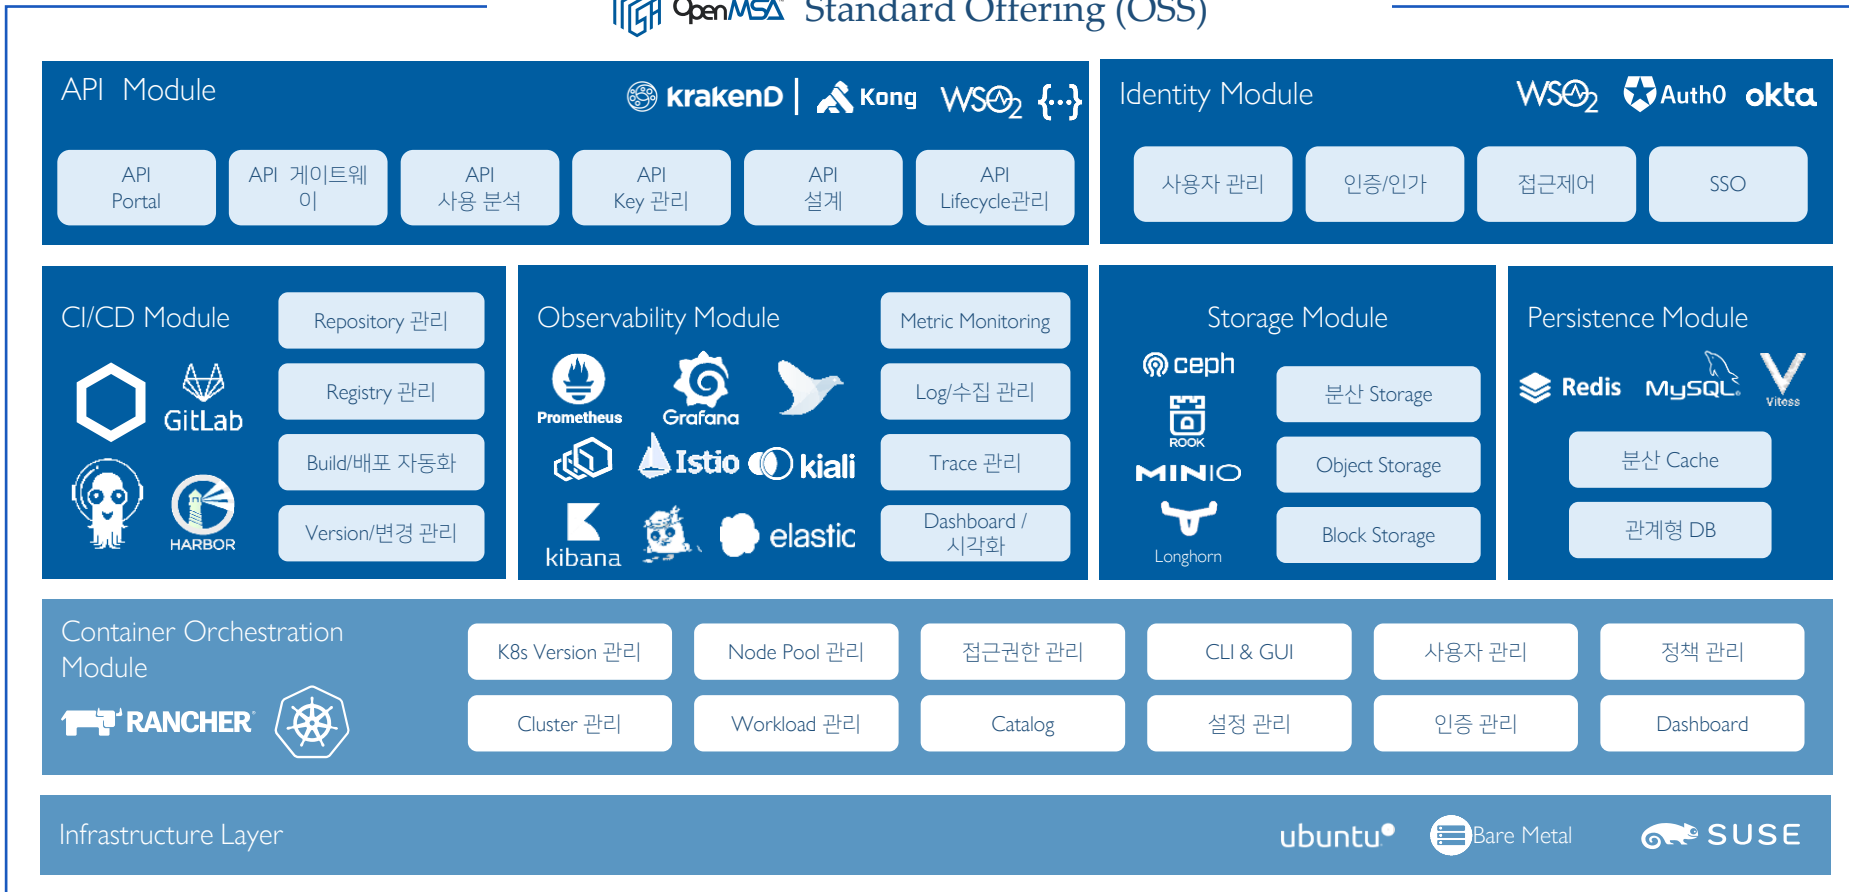 OpenMSA Standard Offering (OSS)
API Module
krakenD
Kong
WSO2
{...}
API
Portal
API 게이트웨
이
API
사용 분석
API
Key 관리
API
설계
API
Lifecycle관리
Identity Module
WSO2
Auth0
okta
사용자 관리
인증/인가
접근제어
SSO
CI/CD Module
GitLab
HARBOR
Repository 관리
Registry 관리
Build/배포 자동화
Version/변경 관리
Observability Module
Prometheus
Grafana
Istio
kiali
kibana
elastic
Metric Monitoring
Log/수집 관리
Trace 관리
Dashboard /
시각화
Storage Module
ceph
ROOK
MINIO
Longhorn
분산 Storage
Object Storage
Block Storage
Persistence Module
Redis
MySQL
Vitess
분산 Cache
관계형 DB
Container Orchestration
Module
RANCHER
K8s Version 관리
Node Pool 관리
접근권한 관리
CLI & GUI
사용자 관리
정책 관리
Cluster 관리
Workload 관리
Catalog
설정 관리
인증 관리
Dashboard
Infrastructure Layer
ubuntu
Bare Metal
SUSE